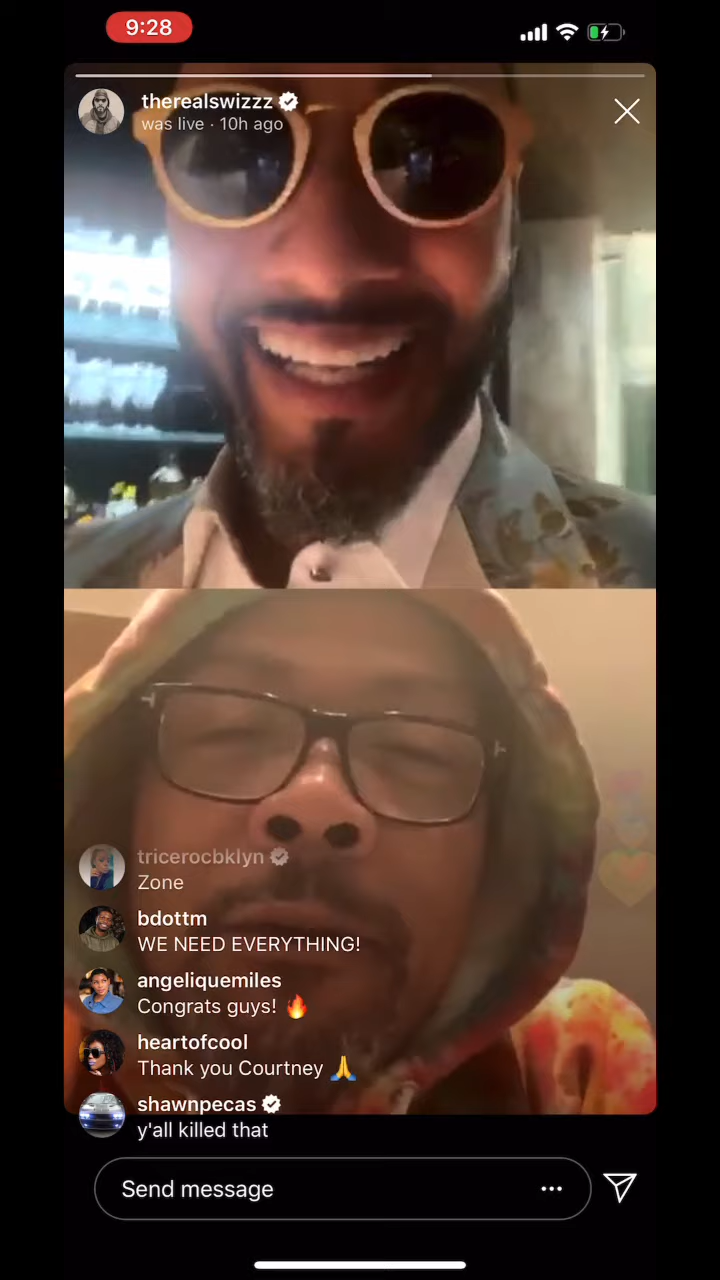 9:28
therealswizzz
was live · 10h ago
tricerocbklyn
Zone
bdottm
WE NEED EVERYTHING!
angeliquemiles
Congrats guys! 🔥
heartofcool
Thank you Courtney 🙏
shawnpecas
y'all killed that
Send message